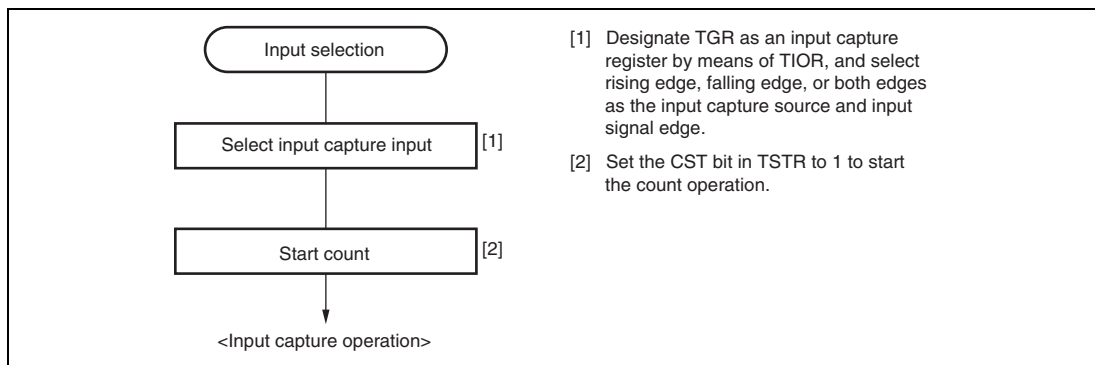 Input selection
Select input capture input
[1]
Start count
[2]
<Input capture operation>
[1] Designate TGR as an input capture
register by means of TIOR, and select
rising edge, falling edge, or both edges
as the input capture source and input
signal edge.
[2] Set the CST bit in TSTR to 1 to start
the count operation.